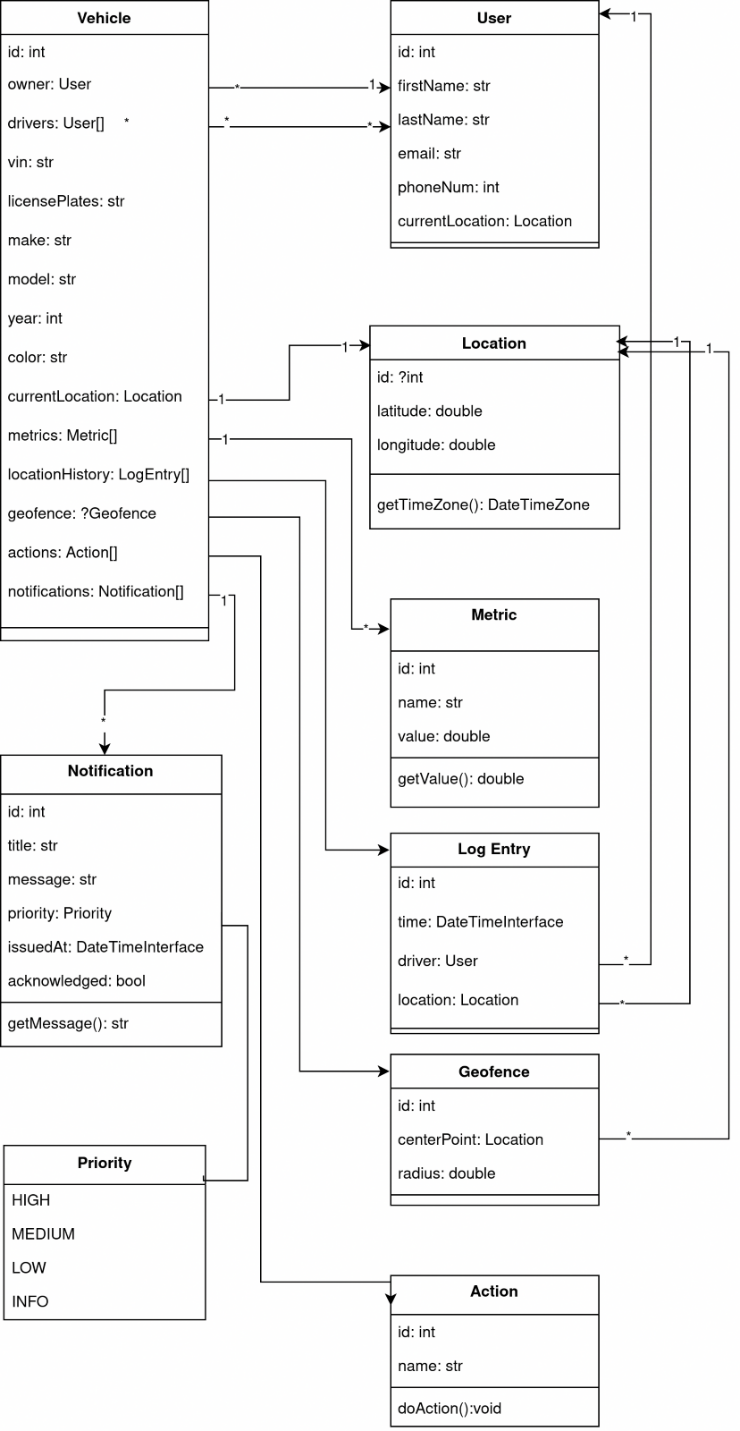 Vehicle
id: int
owner: User
drivers: User[] *
vin: str
licensePlates: str
make: str
model: str
year: int
color: str
currentLocation: Location
metrics: Metric[]
locationHistory: LogEntry[]
geofence: ?Geofence
actions: Action[]
notifications: Notification[]
* 1
* *
1 1
1 *
1 *
User
id: int
firstName: str
lastName: str
email: str
phoneNum: int
currentLocation: Location
1
Location
id: ?int
latitude: double
longitude: double
getTimeZone(): DateTimeZone
1
1
Metric
id: int
name: str
value: double
getValue(): double
Notification
id: int
title: str
message: str
priority: Priority
issuedAt: DateTimeInterface
acknowledged: bool
getMessage(): str
Log Entry
id: int
time: DateTimeInterface
driver: User
location: Location
*
*
Geofence
id: int
centerPoint: Location
radius: double
*
Priority
HIGH
MEDIUM
LOW
INFO
Action
id: int
name: str
doAction():void